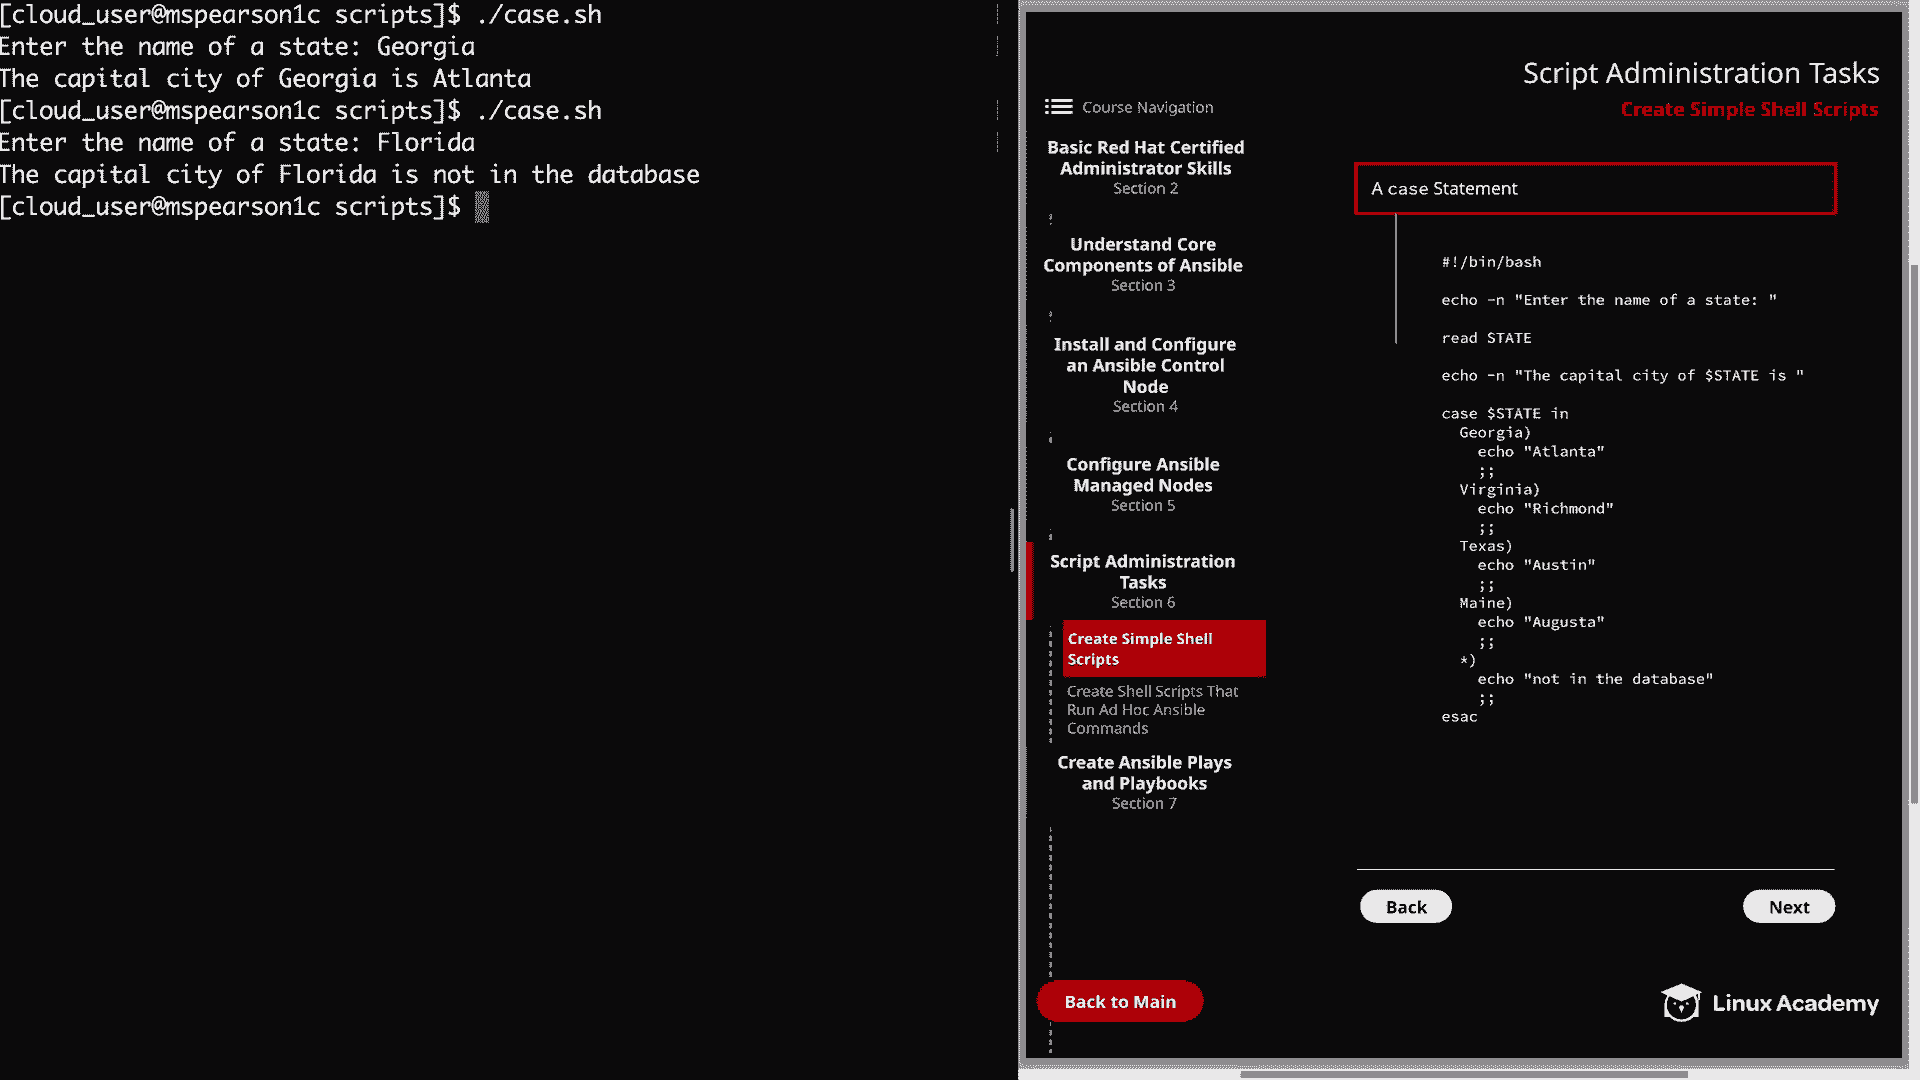 [cloud_user@mspearson1c scripts]$ ./case.sh
Enter the name of a state: Georgia
The capital city of Georgia is Atlanta
[cloud_user@mspearson1c scripts]$ ./case.sh
Enter the name of a state: Florida
The capital city of Florida is not in the database
[cloud_user@mspearson1c scripts]$
Script Administration Tasks
Create Simple Shell Scripts
Course Navigation
Basic Red Hat Certified
Administrator Skills
Section 2
Understand Core
Components of Ansible
Section 3
Install and Configure
an Ansible Control
Node
Section 4
Configure Ansible
Managed Nodes
Section 5
Script Administration
Tasks
Section 6
Create Simple Shell
Scripts
Create Shell Scripts That
Run Ad Hoc Ansible
Commands
Create Ansible Plays
and Playbooks
Section 7
Back to Main
A case Statement
#!/bin/bash
echo -n "Enter the name of a state: "
read STATE
echo -n "The capital city of $STATE is "
case $STATE in
Georgia)
echo "Atlanta"
;;
Virginia)
echo "Richmond"
;;
Texas)
echo "Austin"
;;
Maine)
echo "Augusta"
;;
*)
echo "not in the database"
;;
esac
Back
Next
Linux Academy